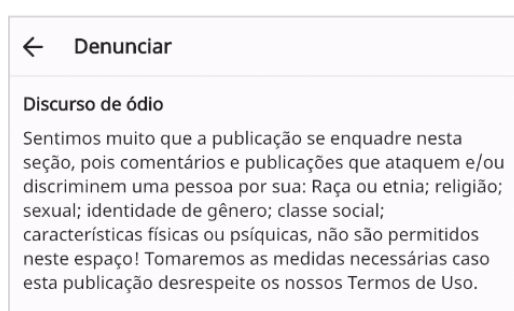 Denunciar
Discurso de ódio
Sentimos muito que a publicação se enquadre nesta
seção, pois comentários e publicações que ataquem e/ou
discriminem uma pessoa por sua: Raça ou etnia; religião;
sexual; identidade de gênero; classe social;
características físicas ou psíquicas, não são permitidos
neste espaço! Tomaremos as medidas necessárias caso
esta publicação desrespeite os nossos Termos de Uso.